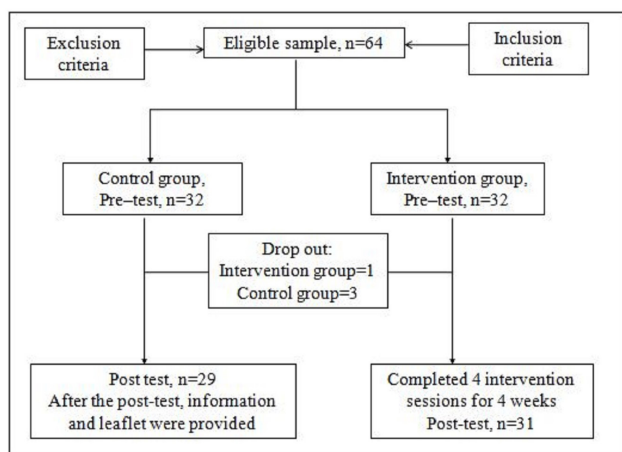 Exclusion
criteria
Eligible sample, n=64
Inclusion
criteria
Control group,
Pre–test, n=32
Intervention group,
Pre–test, n=32
Drop out:
Intervention group=1
Control group=3
Post test, n=29
After the post-test, information
and leaflet were provided
Completed 4 intervention
sessions for 4 weeks
Post-test, n=31